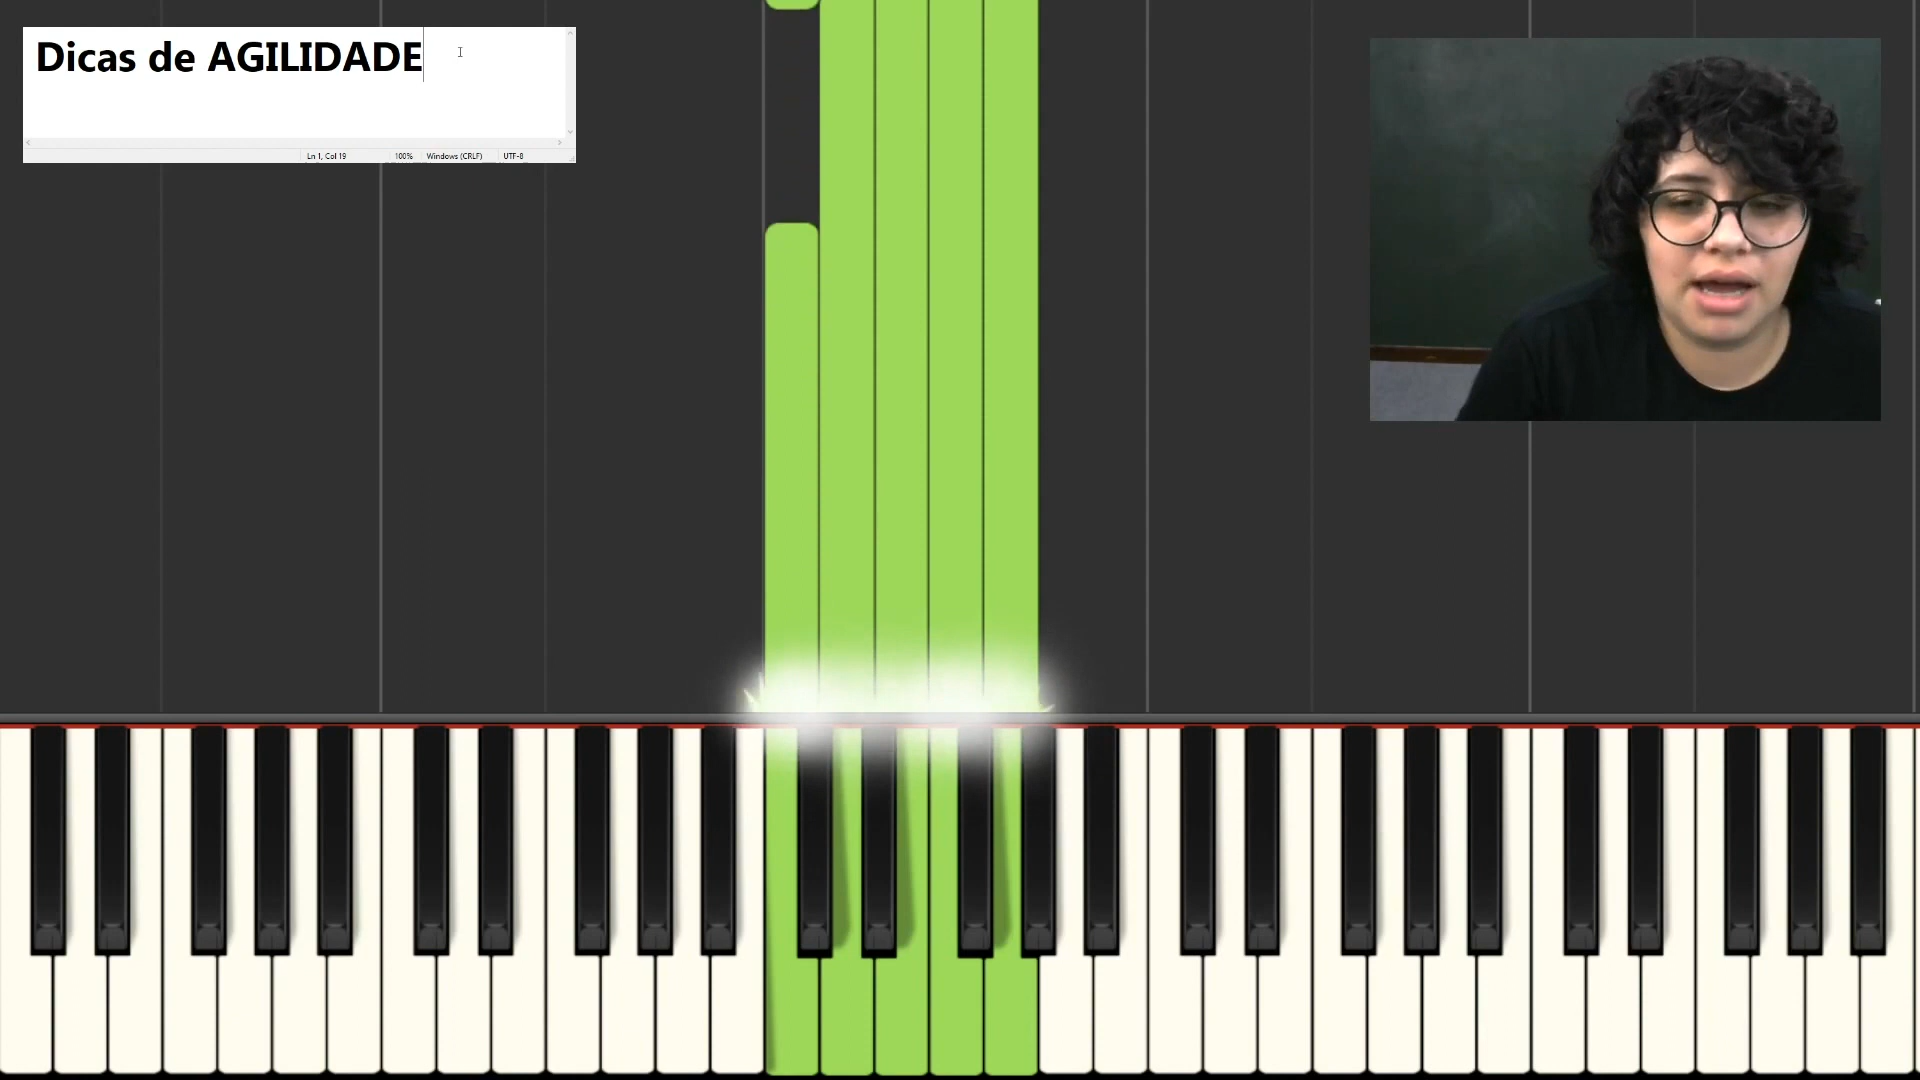 Dicas de AGILIDADE
Ln 1, Col 19 100% Windows (CRLF) UTF-8